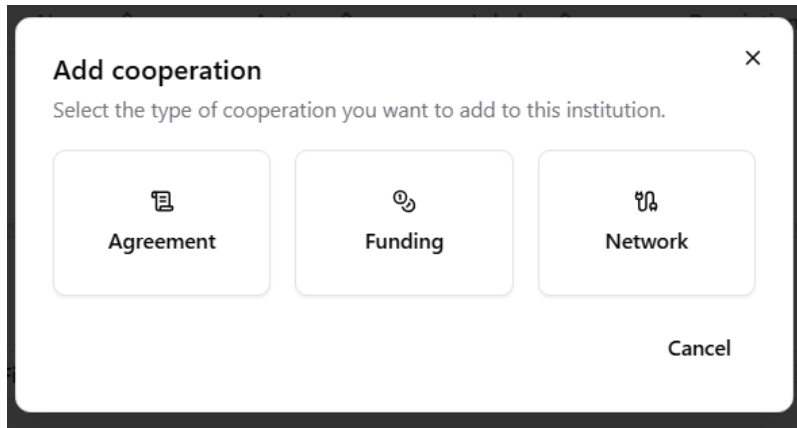 Add cooperation
Select the type of cooperation you want to add to this institution.
Agreement
Funding
Network
Cancel